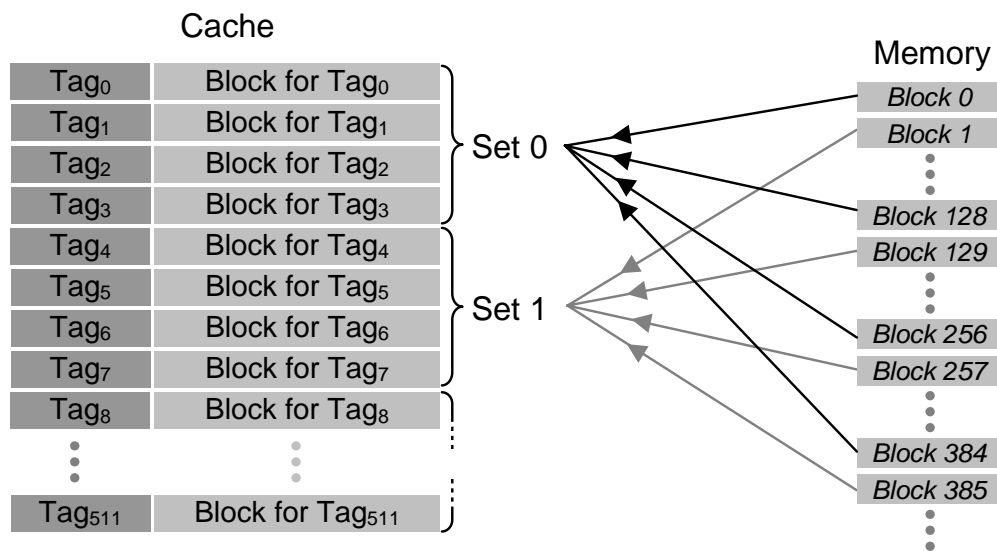 Cache
Tag₀ Block for Tag₀
Tag₁ Block for Tag₁
Tag₂ Block for Tag₂
Tag₃ Block for Tag₃
Set 0
Tag₄ Block for Tag₄
Tag₅ Block for Tag₅
Tag₆ Block for Tag₆
Tag₇ Block for Tag₇
Set 1
Tag₈ Block for Tag₈
Tag₅₁₁ Block for Tag₅₁₁
Memory
Block 0
Block 1
Block 128
Block 129
Block 256
Block 257
Block 384
Block 385